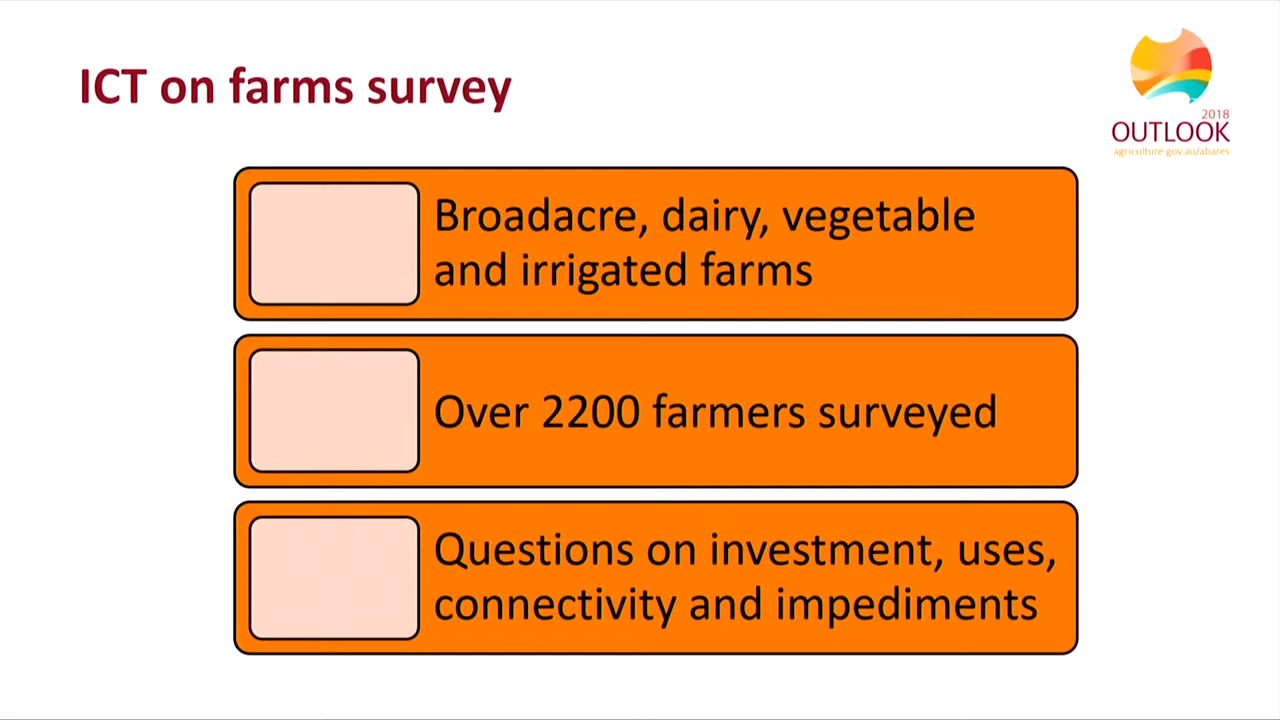 ICT on farms survey
2018
OUTLOOK
agriculture.gov.au/abares
Broadacre, dairy, vegetable
and irrigated farms
Over 2200 farmers surveyed
Questions on investment, uses,
connectivity and impediments